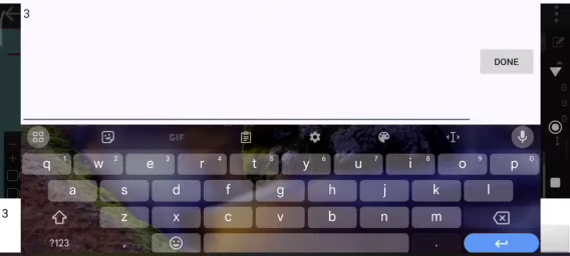 3
DONE
GIF
q 1 w 2 e 3 r 4 t 5 y 6 u 7 i 8 o 9 p 0
a s d f g h j k l
z x c v b n m
3
?123 , .